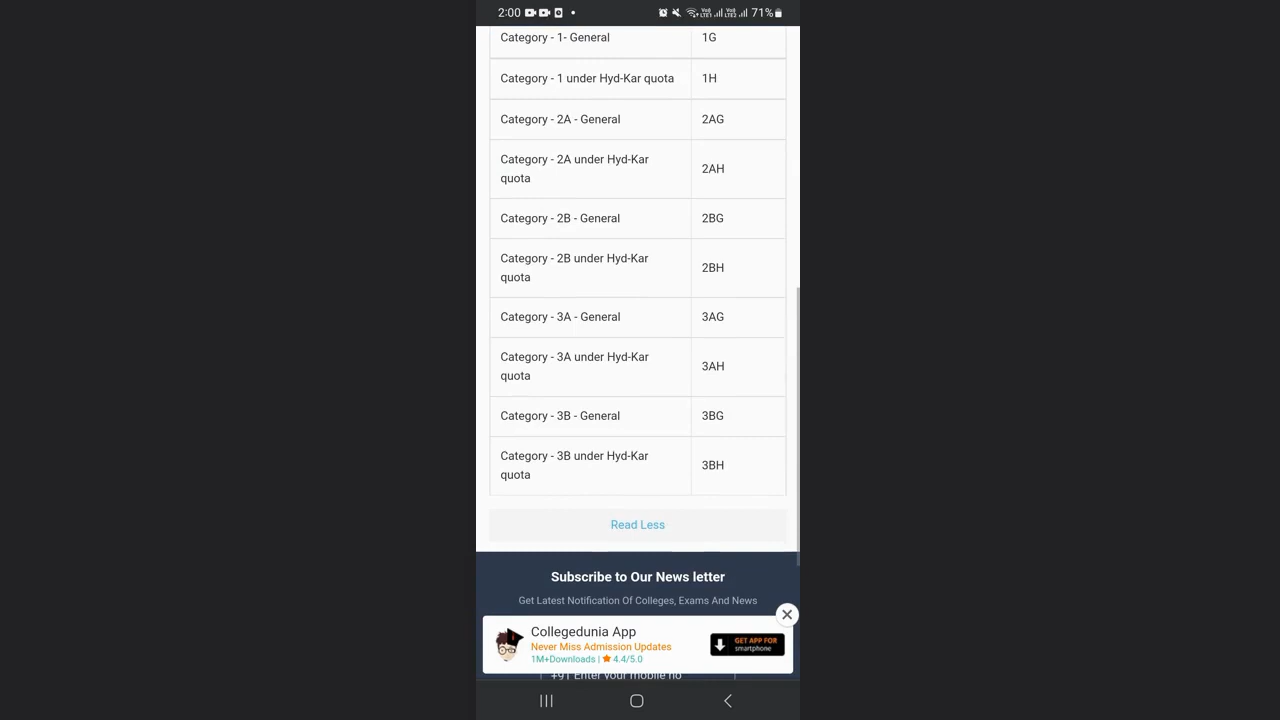 2:00 71%
Category - 1- General 1G
Category - 1 under Hyd-Kar quota 1H
Category - 2A - General 2AG
Category - 2A under Hyd-Kar
quota
2AH
Category - 2B - General 2BG
Category - 2B under Hyd-Kar
quota
2BH
Category - 3A - General 3AG
Category - 3A under Hyd-Kar
quota
3AH
Category - 3B - General 3BG
Category - 3B under Hyd-Kar
quota
3BH
Read Less
Subscribe to Our News letter
Get Latest Notification Of Colleges, Exams And News
Collegedunia App
Never Miss Admission Updates
1M+Downloads | 4.4/5.0
GET APP FOR
smartphone
+91 Enter your mobile no